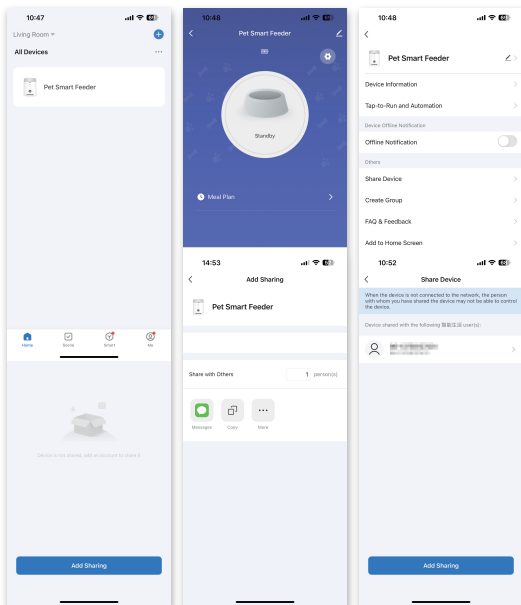 10:47
Living Room
All Devices
Pet Smart Feeder
Home
Scene
Smart
Me
Device is not shared, add an account to share it
Add Sharing
10:48
Pet Smart Feeder
Standby
Meal Plan
14:53
Add Sharing
Pet Smart Feeder
Share with Others
1 person(s)
Messages
Copy
More
10:48
Pet Smart Feeder
Device Information
Tap-to-Run and Automation
Device Offline Notification
Offline Notification
Others
Share Device
Create Group
FAQ & Feedback
Add to Home Screen
10:52
Share Device
When the device is not connected to the network, the person
with whom you have shared the device may not be able to control
the device.
Device shared with the following 智能生活 user(s):
Add Sharing